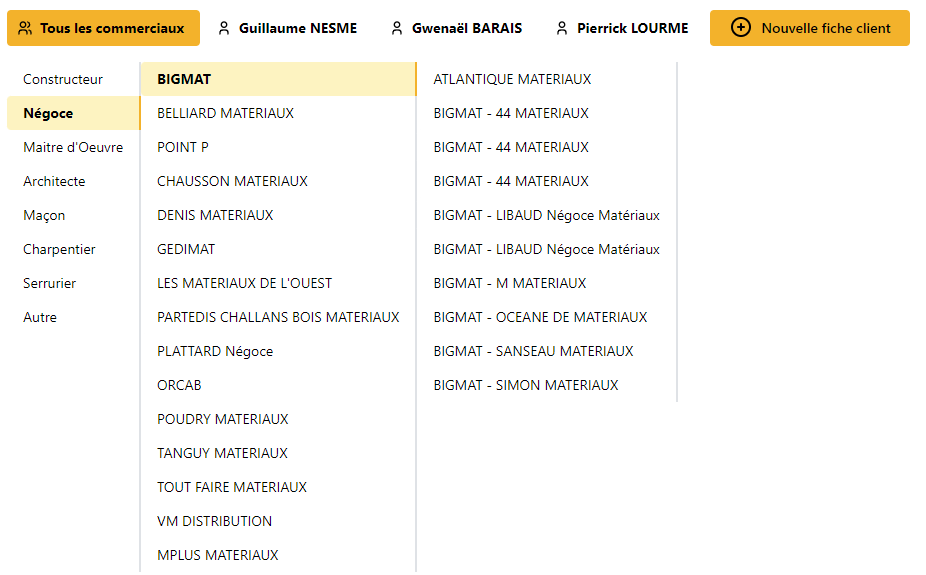 Tous les commerciaux
Guillaume NESME
Gwenaël BARAIS
Pierrick LOURME
Nouvelle fiche client
Constructeur
Négoce
Maitre d'Oeuvre
Architecte
Maçon
Charpentier
Serrurier
Autre
BIGMAT
BELLIARD MATERIAUX
POINT P
CHAUSSON MATERIAUX
DENIS MATERIAUX
GEDIMAT
LES MATERIAUX DE L'OUEST
PARTEDIS CHALLANS BOIS MATERIAUX
PLATTARD Négoce
ORCAB
POUDRY MATERIAUX
TANGUY MATERIAUX
TOUT FAIRE MATERIAUX
VM DISTRIBUTION
MPLUS MATERIAUX
ATLANTIQUE MATERIAUX
BIGMAT - 44 MATERIAUX
BIGMAT - 44 MATERIAUX
BIGMAT - 44 MATERIAUX
BIGMAT - LIBAUD Négoce Matériaux
BIGMAT - LIBAUD Négoce Matériaux
BIGMAT - M MATERIAUX
BIGMAT - OCEANE DE MATERIAUX
BIGMAT - SANSEAU MATERIAUX
BIGMAT - SIMON MATERIAUX